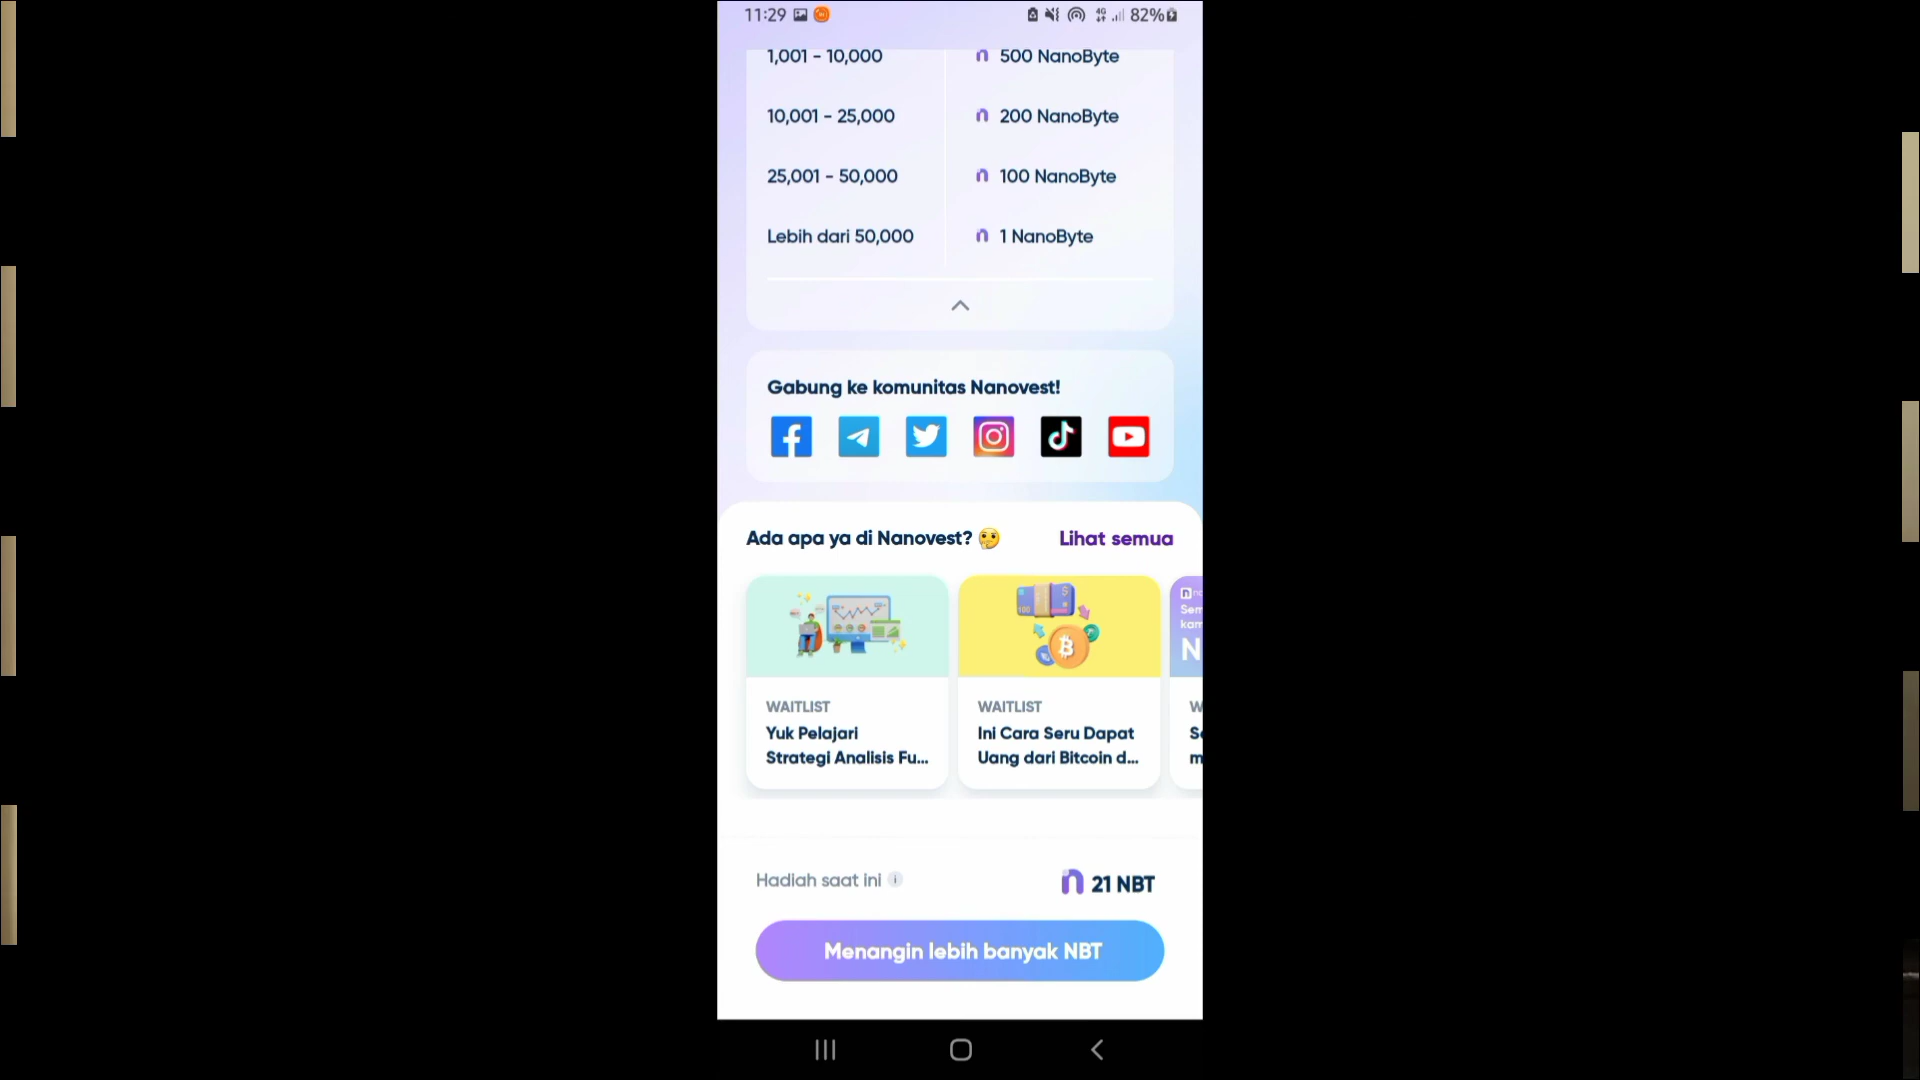 11:29 82%
1,001 - 10,000 500 NanoByte
10,001 - 25,000 200 NanoByte
25,001 - 50,000 100 NanoByte
Lebih dari 50,000 1 NanoByte
Gabung ke komunitas Nanovest!
Ada apa ya di Nanovest? 🤔 Lihat semua
WAITLIST
Yuk Pelajari
Strategi Analisis Fu...
WAITLIST
Ini Cara Seru Dapat
Uang dari Bitcoin d...
Hadiah saat ini
21 NBT
Menangin lebih banyak NBT